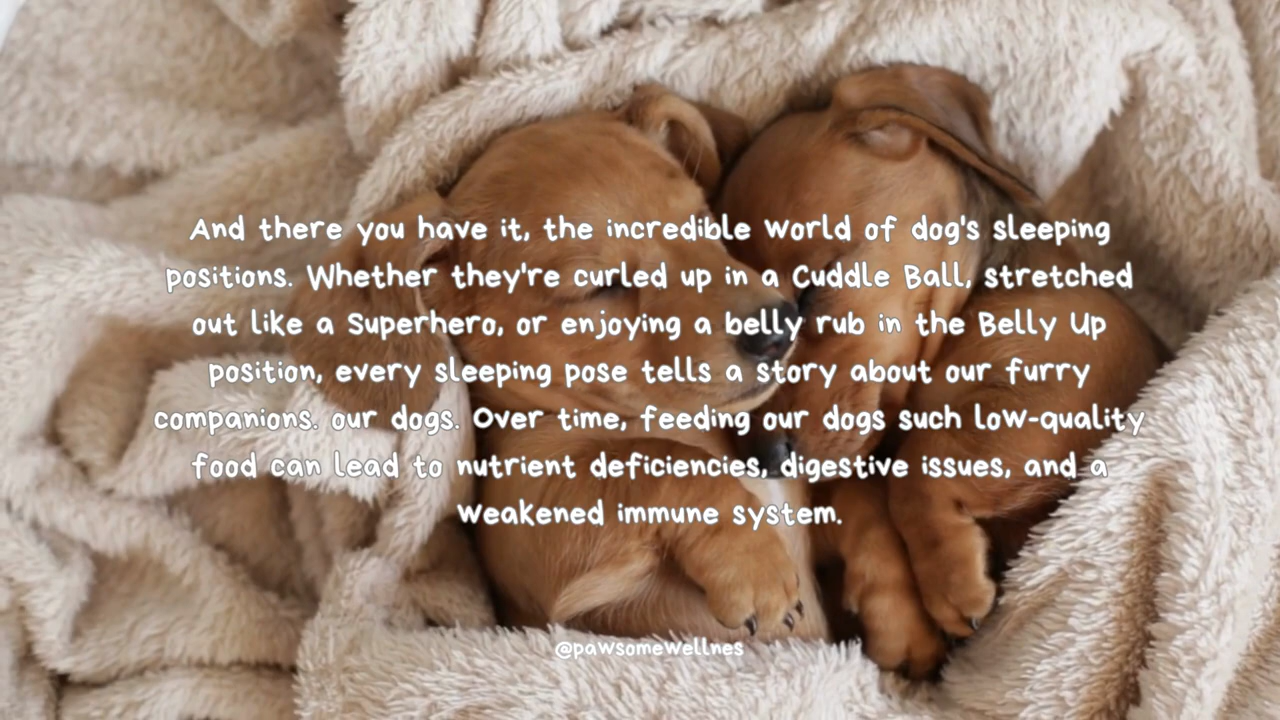 And there you have it, the incredible world of dog's sleeping
positions. Whether they're curled up in a Cuddle Ball, stretched
out like a Superhero, or enjoying a belly rub in the Belly Up
position, every sleeping pose tells a story about our furry
companions. our dogs. Over time, feeding our dogs such low-quality
food can lead to nutrient deficiencies, digestive issues, and a
weakened immune system.
@pawsomewellnes